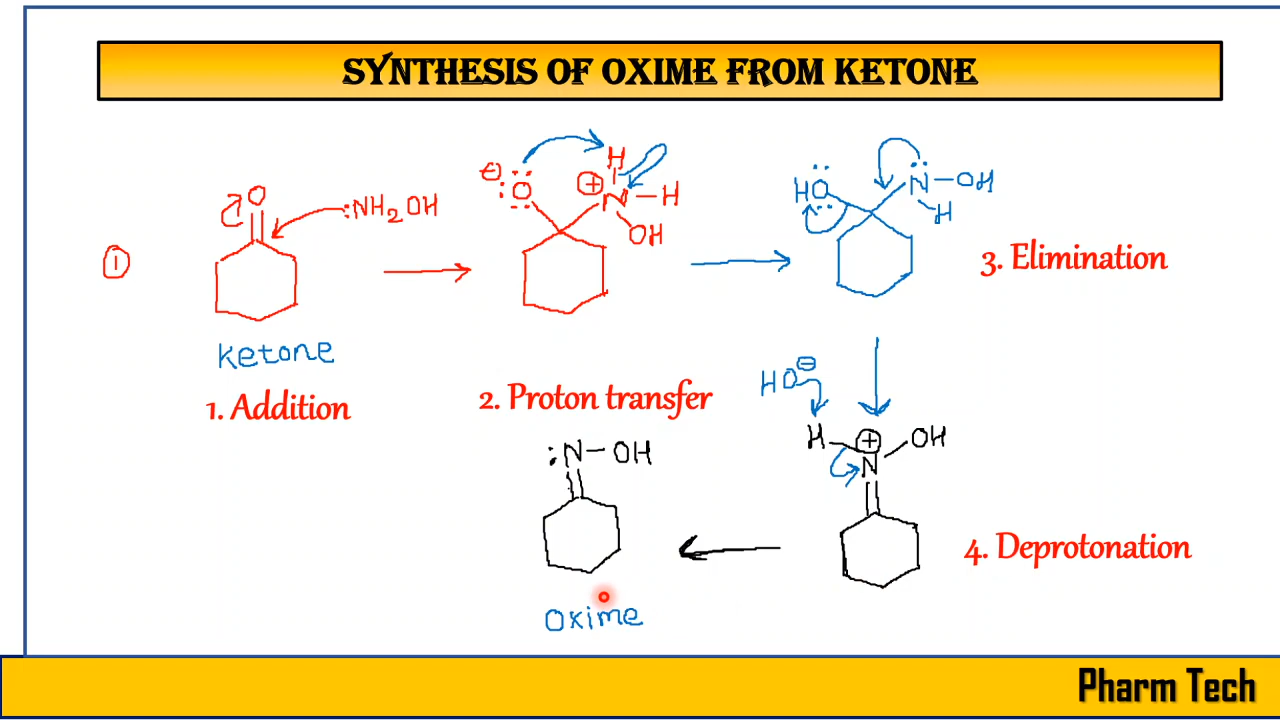 SYNTHESIS OF OXIME FROM KETONE
①
O
:NH2OH
ketone
1. Addition
⊖
:O
⊕
H
N-H
OH
2. Proton transfer
HO
N-OH
H
3. Elimination
HO⊖
H
⊕
N
OH
4. Deprotonation
:N-OH
Oxime
Pharm Tech